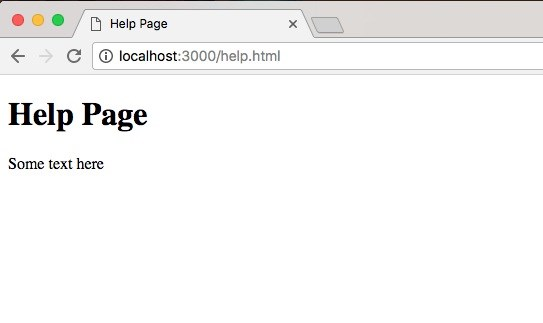 Help Page
localhost:3000/help.html
Help Page
Some text here